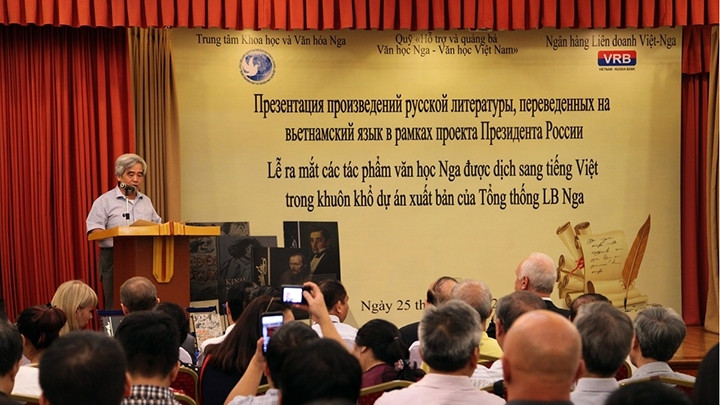 Trung tâm Khoa học và Văn hóa Nga
Quỹ «Hỗ trợ và quảng bá
Văn học Nga - Văn học Việt Nam»
Ngân hàng Liên doanh Việt-Nga
VRB
VIETNAM - RUSSIA BANK
Презентация произведений русской литературы, переведенных на
вьетнамский язык в рамках проекта Президента России
Lễ ra mắt các tác phẩm văn học Nga được dịch sang tiếng Việt
trong khuôn khổ dự án xuất bản của Tổng thống LB Nga
Ngày 25